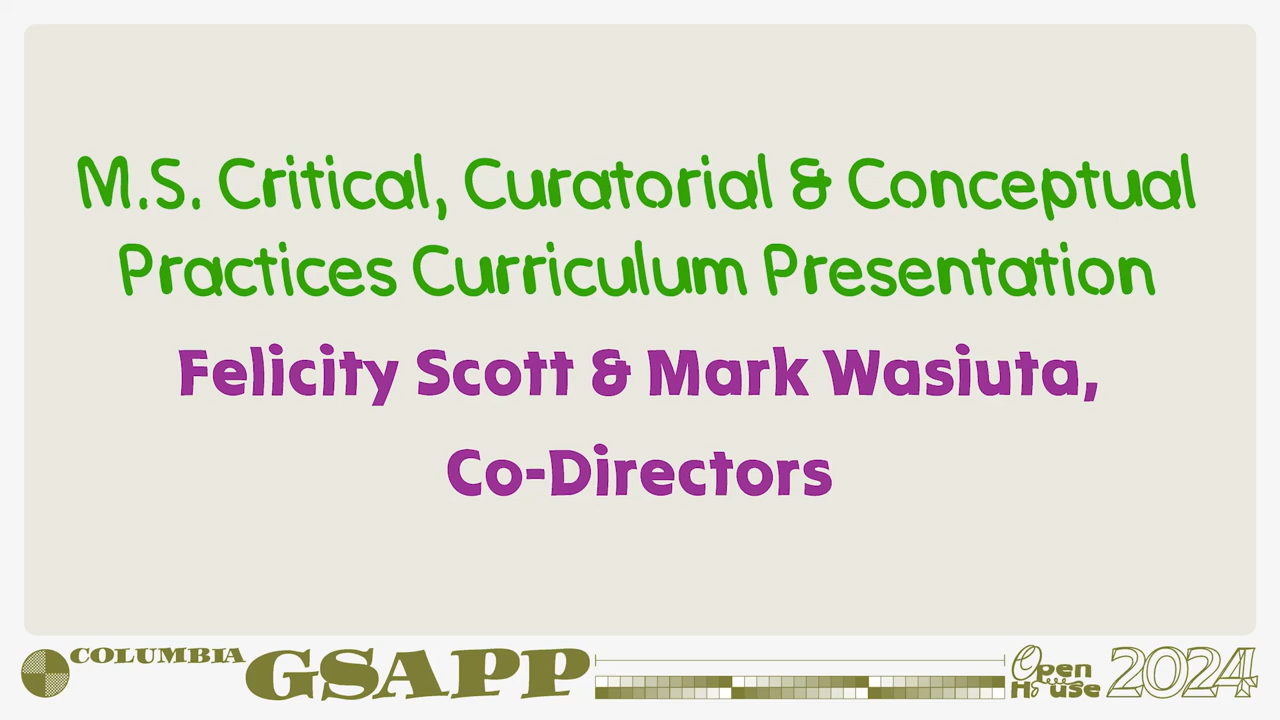 M.S. Critical, Curatorial & Conceptual
Practices Curriculum Presentation
Felicity Scott & Mark Wasiuta,
Co-Directors
COLUMBIA GSAPP
Open
House 2024